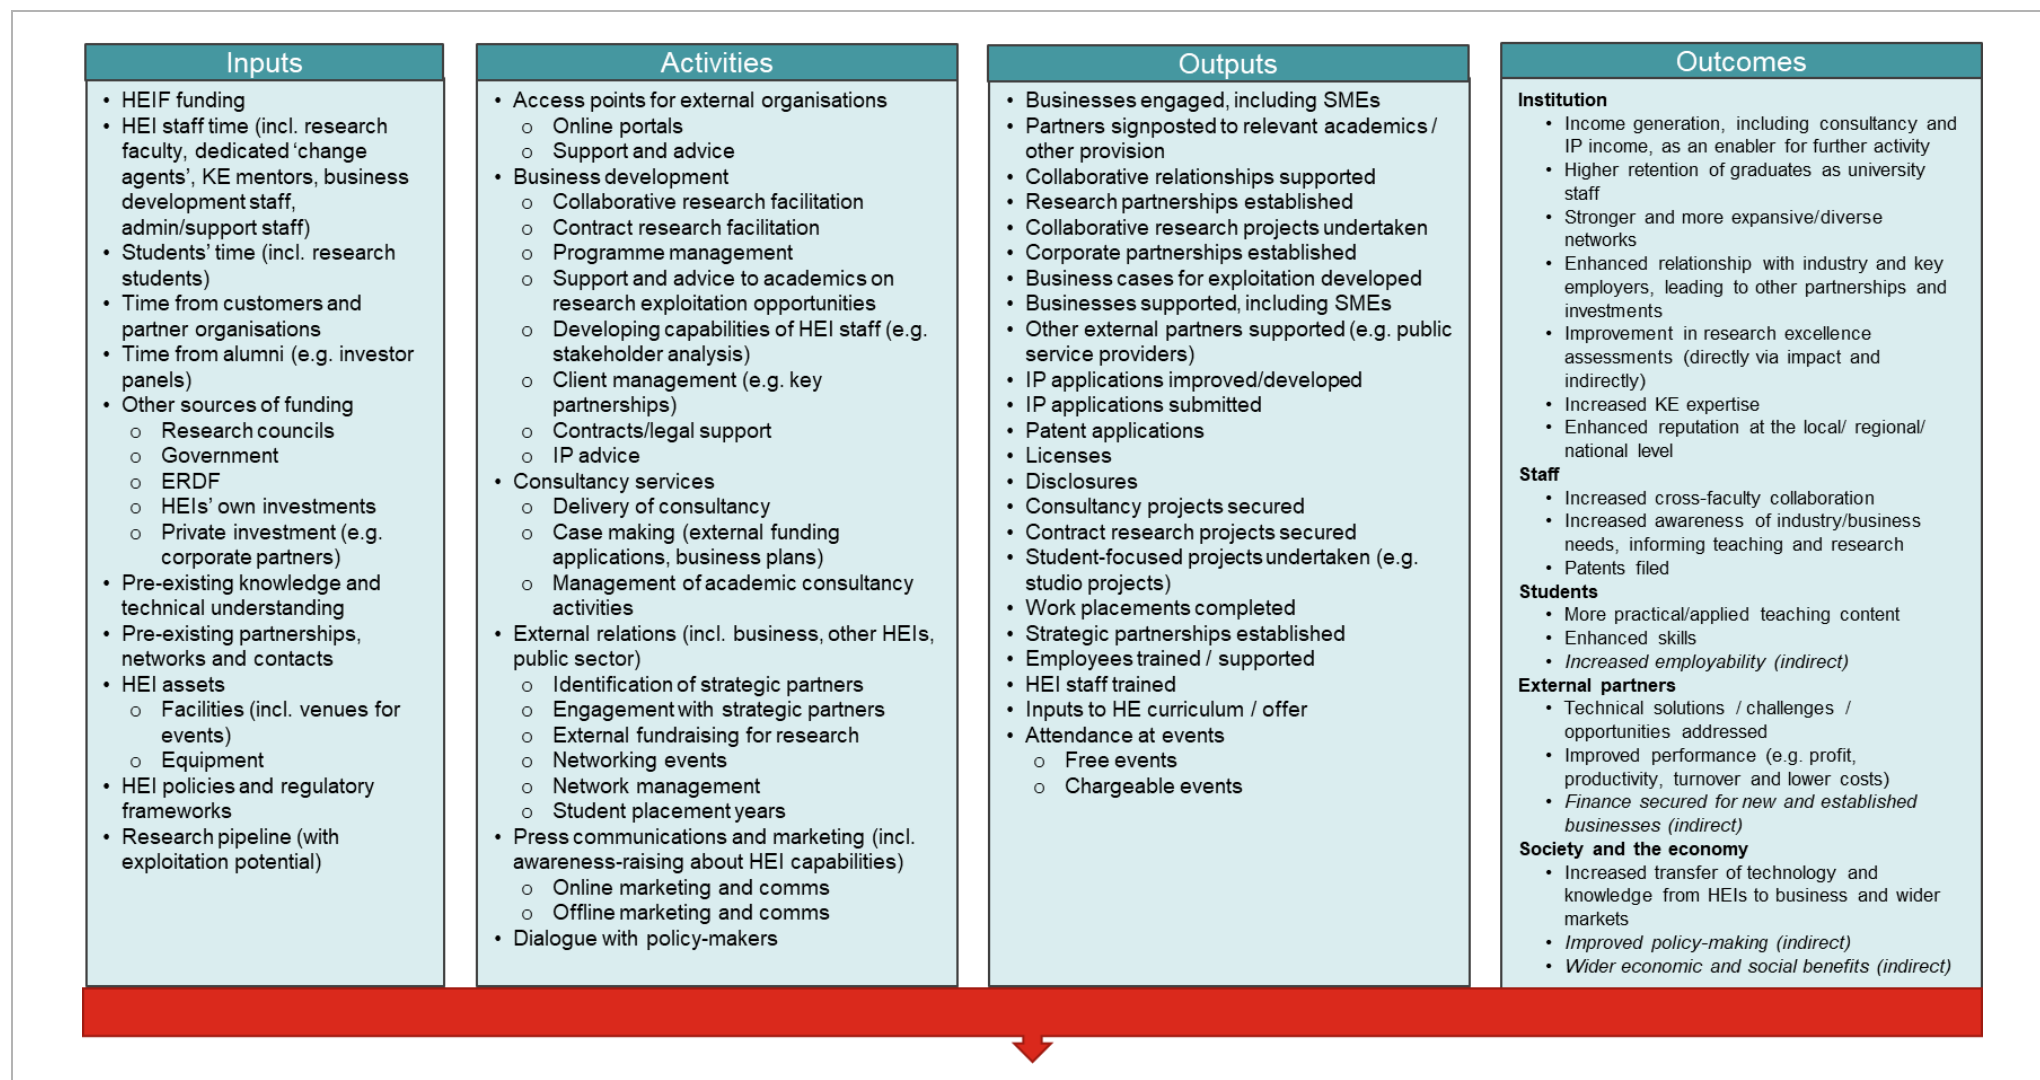 Inputs
• HEIF funding
• HEI staff time (incl. research
faculty, dedicated ‘change
agents’, KE mentors, business
development staff,
admin/support staff)
• Students’ time (incl. research
students)
• Time from customers and
partner organisations
• Time from alumni (e.g. investor
panels)
• Other sources of funding
o Research councils
o Government
o ERDF
o HEIs’ own investments
o Private investment (e.g.
corporate partners)
• Pre-existing knowledge and
technical understanding
• Pre-existing partnerships,
networks and contacts
• HEI assets
o Facilities (incl. venues for
events)
o Equipment
• HEI policies and regulatory
frameworks
• Research pipeline (with
exploitation potential)
Activities
• Access points for external organisations
o Online portals
o Support and advice
• Business development
o Collaborative research facilitation
o Contract research facilitation
o Programme management
o Support and advice to academics on
research exploitation opportunities
o Developing capabilities of HEI staff (e.g.
stakeholder analysis)
o Client management (e.g. key
partnerships)
o Contracts/legal support
o IP advice
• Consultancy services
o Delivery of consultancy
o Case making (external funding
applications, business plans)
o Management of academic consultancy
activities
• External relations (incl. business, other HEIs,
public sector)
o Identification of strategic partners
o Engagement with strategic partners
o External fundraising for research
o Networking events
o Network management
o Student placement years
• Press communications and marketing (incl.
awareness-raising about HEI capabilities)
o Online marketing and comms
o Offline marketing and comms
• Dialogue with policy-makers
Outputs
• Businesses engaged, including SMEs
• Partners signposted to relevant academics /
other provision
• Collaborative relationships supported
• Research partnerships established
• Collaborative research projects undertaken
• Corporate partnerships established
• Business cases for exploitation developed
• Businesses supported, including SMEs
• Other external partners supported (e.g. public
service providers)
• IP applications improved/developed
• IP applications submitted
• Patent applications
• Licenses
• Disclosures
• Consultancy projects secured
• Contract research projects secured
• Student-focused projects undertaken (e.g.
studio projects)
• Work placements completed
• Strategic partnerships established
• Employees trained / supported
• HEI staff trained
• Inputs to HE curriculum / offer
• Attendance at events
o Free events
o Chargeable events
Outcomes
Institution
• Income generation, including consultancy and
IP income, as an enabler for further activity
• Higher retention of graduates as university
staff
• Stronger and more expansive/diverse
networks
• Enhanced relationship with industry and key
employers, leading to other partnerships and
investments
• Improvement in research excellence
assessments (directly via impact and
indirectly)
• Increased KE expertise
• Enhanced reputation at the local/ regional/
national level
Staff
• Increased cross-faculty collaboration
• Increased awareness of industry/business
needs, informing teaching and research
• Patents filed
Students
• More practical/applied teaching content
• Enhanced skills
• Increased employability (indirect)
External partners
• Technical solutions / challenges /
opportunities addressed
• Improved performance (e.g. profit,
productivity, turnover and lower costs)
• Finance secured for new and established
businesses (indirect)
Society and the economy
• Increased transfer of technology and
knowledge from HEIs to business and wider
markets
• Improved policy-making (indirect)
• Wider economic and social benefits (indirect)